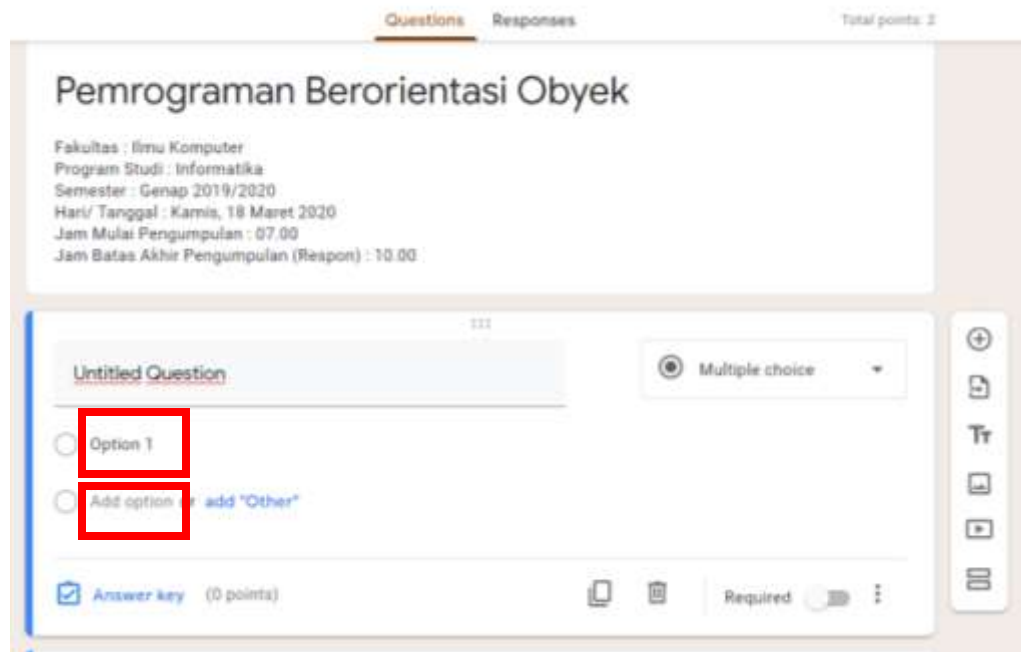 Questions Responses Total points: 2
Pemrograman Berorientasi Obyek
Fakultas : Ilmu Komputer
Program Studi : Informatika
Semester : Genap 2019/2020
Hari/ Tanggal : Kamis, 18 Maret 2020
Jam Mulai Pengumpulan : 07.00
Jam Batas Akhir Pengumpulan (Respon) : 10.00
Untitled Question Multiple choice
Option 1
Add option or add "Other"
Answer key (0 points) Required
Tт